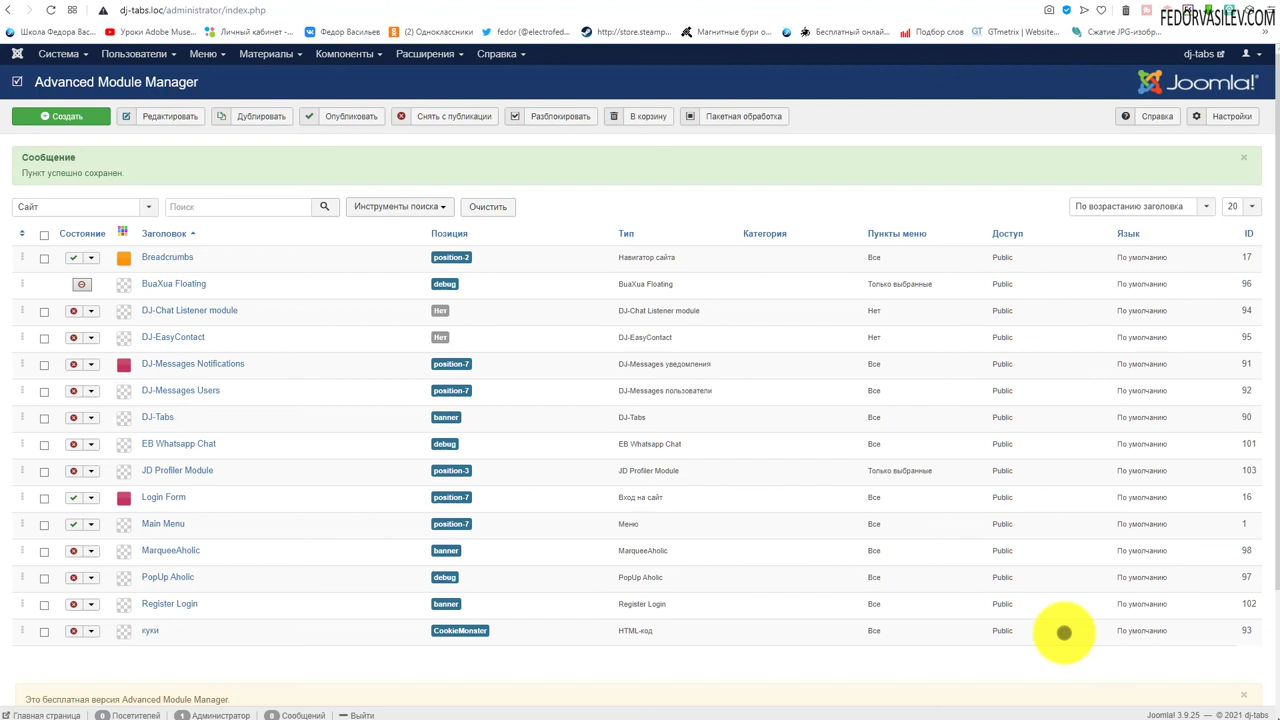 dj-tabs.loc/administrator/index.php
FEDORVASILEV.COM
Школа Федора Вас...
Уроки Adobe Muse...
Личный кабинет -...
Федор Васильев
(2) Одноклассники
fedor (@electrofed...
http://store.steamp...
Магнитные бури о...
Бесплатный онлай...
Подбор слов
GTmetrix | Website...
Сжатие JPG-изобр...
Система Пользователи Меню Материалы Компоненты Расширения Справка dj-tabs
Advanced Module Manager Joomla!
Создать Редактировать Дублировать Опубликовать Снять с публикации Разблокировать В корзину Пакетная обработка Справка Настройки
Сообщение
Пункт успешно сохранен.
Сайт Поиск Инструменты поиска Очистить По возрастанию заголовка 20
Состояние Заголовок Позиция Тип Категория Пункты меню Доступ Язык ID
Breadcrumbs position-2 Навигатор сайта Все Public По умолчанию 17
BuaXua Floating debug BuaXua Floating Только выбранные Public По умолчанию 96
DJ-Chat Listener module Нет DJ-Chat Listener module Нет Public По умолчанию 94
DJ-EasyContact Нет DJ-EasyContact Нет Public По умолчанию 95
DJ-Messages Notifications position-7 DJ-Messages уведомления Все Public По умолчанию 91
DJ-Messages Users position-7 DJ-Messages пользователи Все Public По умолчанию 92
DJ-Tabs banner DJ-Tabs Все Public По умолчанию 90
EB Whatsapp Chat debug EB Whatsapp Chat Все Public По умолчанию 101
JD Profiler Module position-3 JD Profiler Module Только выбранные Public По умолчанию 103
Login Form position-7 Вход на сайт Все Public По умолчанию 16
Main Menu position-7 Меню Все Public По умолчанию 1
MarqueeAholic banner MarqueeAholic Все Public По умолчанию 98
PopUp Aholic debug PopUp Aholic Все Public По умолчанию 97
Register Login banner Register Login Все Public По умолчанию 102
куки CookieMonster HTML-код Все Public По умолчанию 93
Это бесплатная версия Advanced Module Manager.
Главная страница 0 Посетителей 1 Администратор 0 Сообщений Выйти Joomla! 3.9.25 — © 2021 dj-tabs